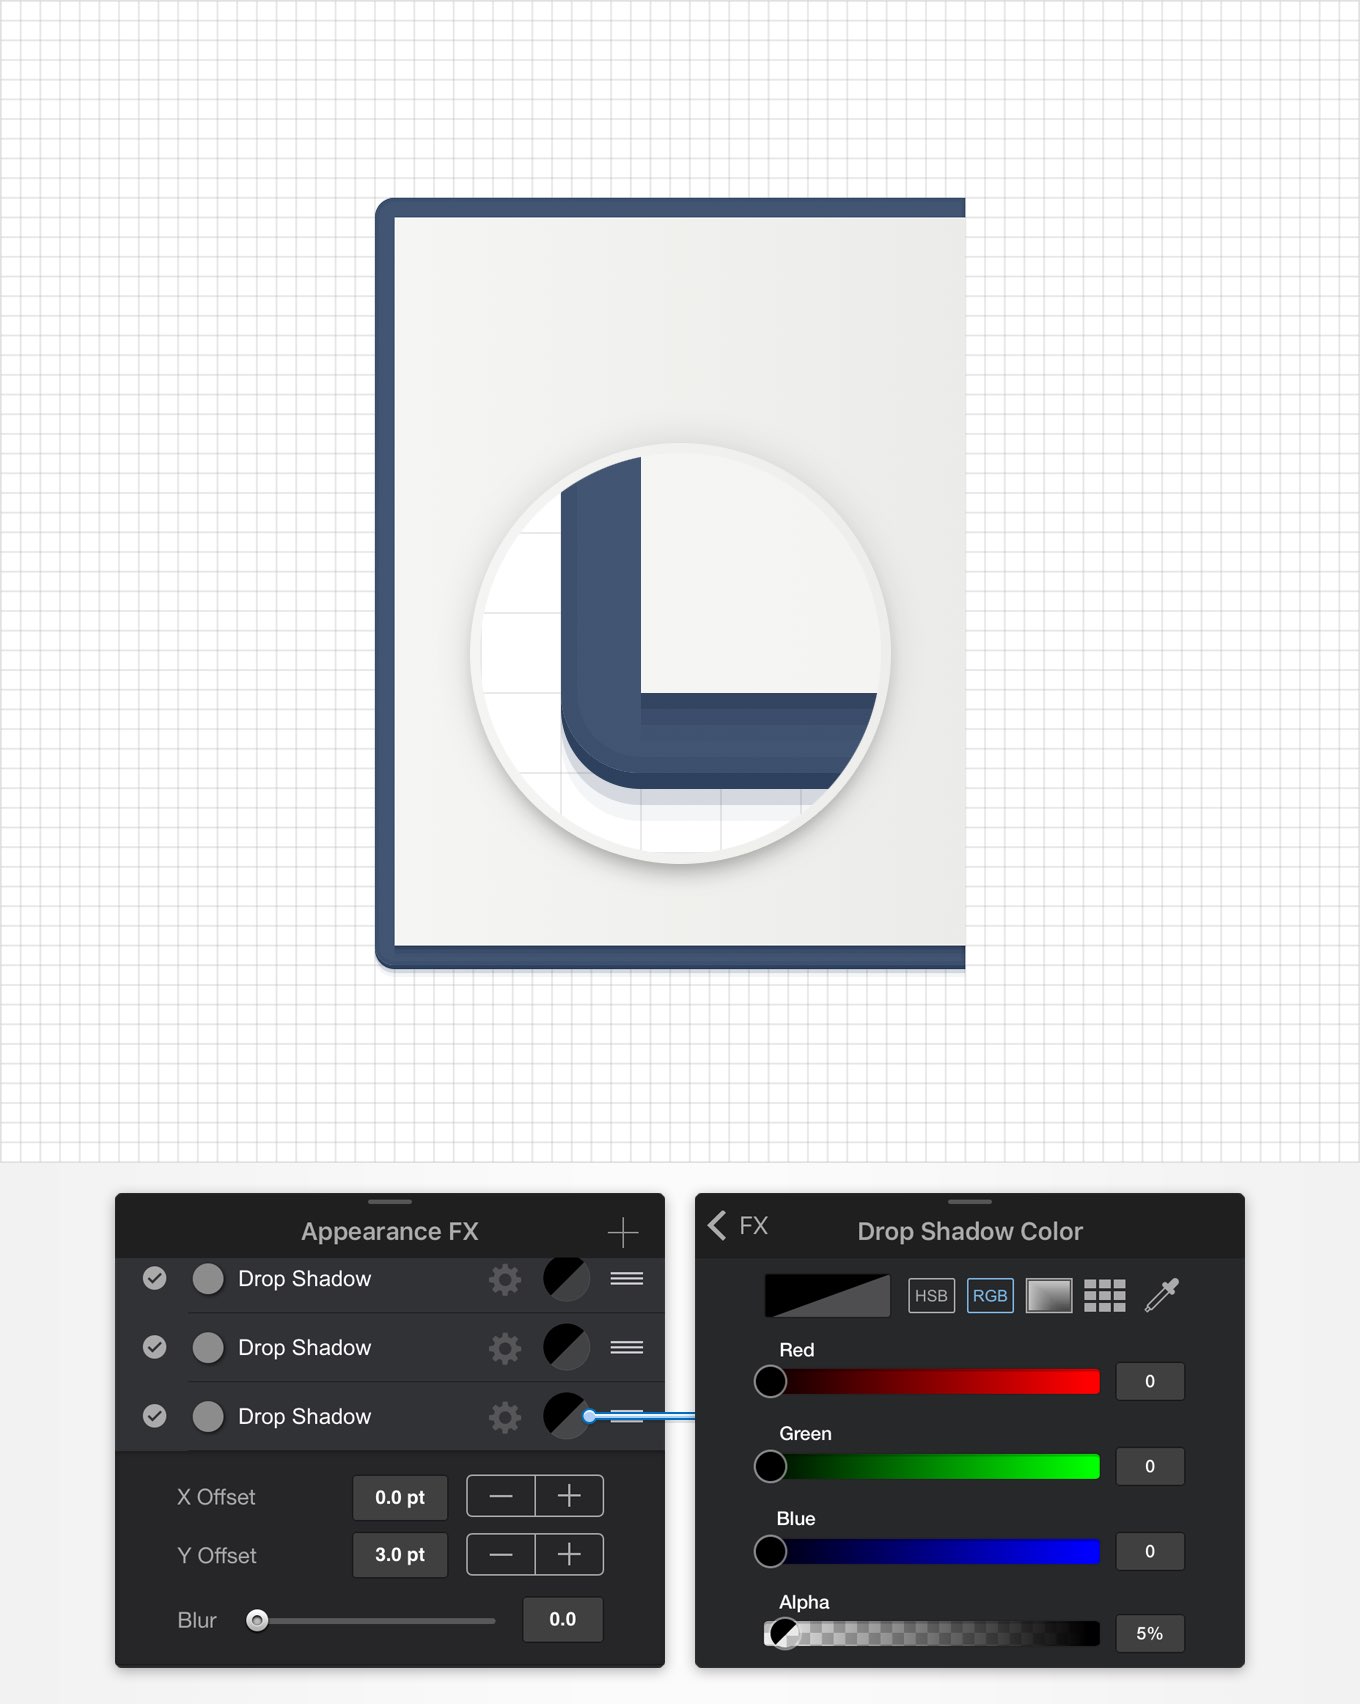 Appearance FX
Drop Shadow
Drop Shadow
Drop Shadow
X Offset 0.0 pt
Y Offset 3.0 pt
Blur 0.0
FX Drop Shadow Color
HSB RGB
Red
0
Green
0
Blue
0
Alpha
5%